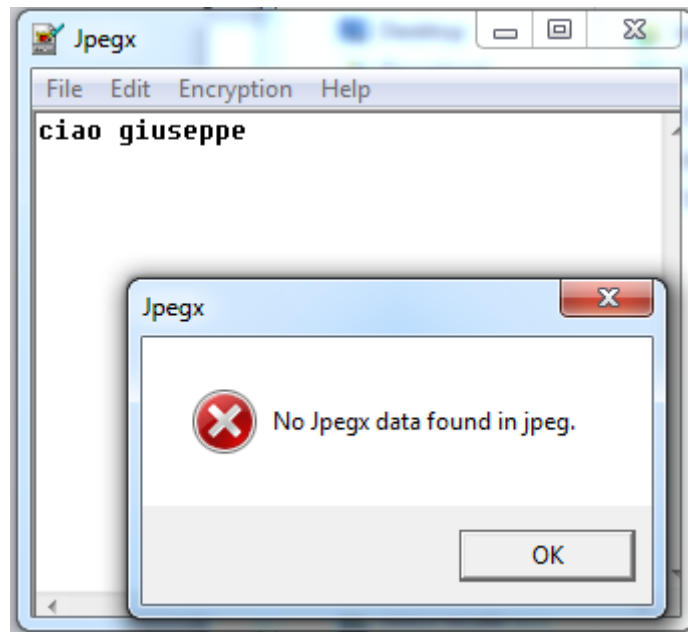 Jpegx
File Edit Encryption Help
ciao giuseppe
Jpegx
No Jpegx data found in jpeg.
OK